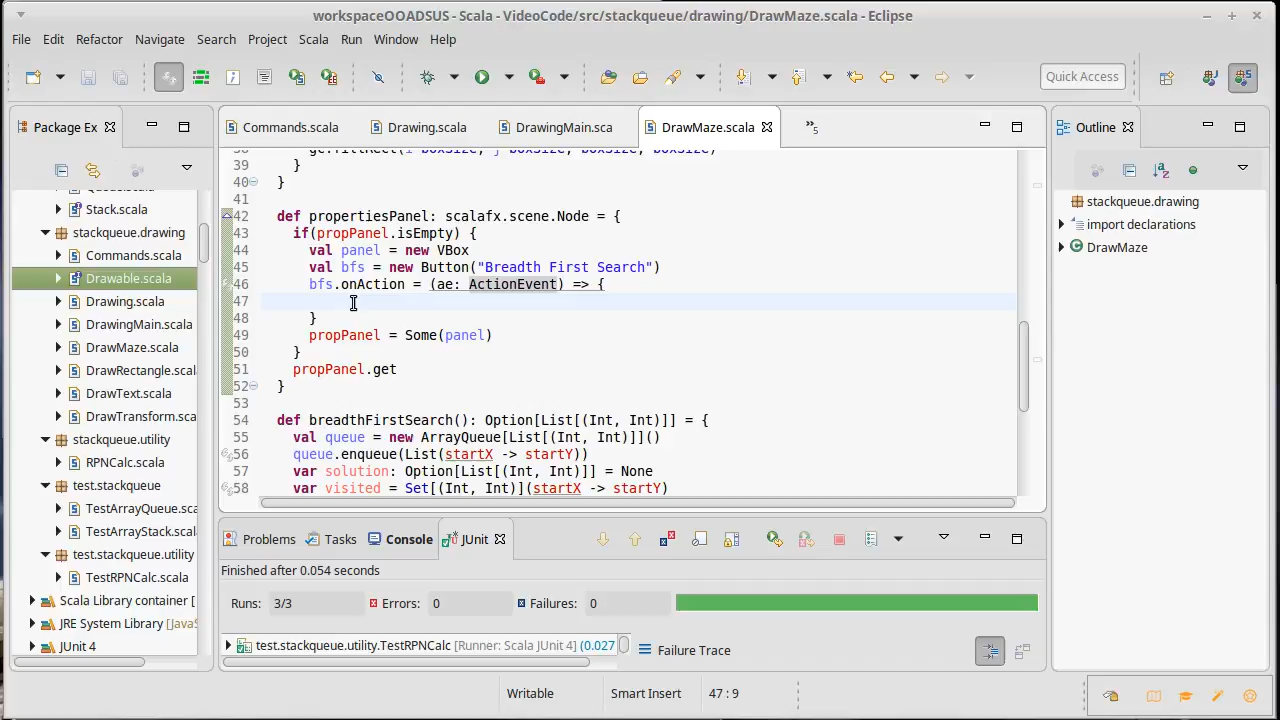 workspaceOOADSUS - Scala - VideoCode/src/stackqueue/drawing/DrawMaze.scala - Eclipse
File Edit Refactor Navigate Search Project Scala Run Window Help
Quick Access
Package Ex
Commands.scala Drawing.scala DrawingMain.sca DrawMaze.scala »5
Outline
Queue.scala
Stack.scala
stackqueue.drawing
Commands.scala
Drawable.scala
Drawing.scala
DrawingMain.scala
DrawMaze.scala
DrawRectangle.scal
DrawText.scala
DrawTransform.sca
stackqueue.utility
RPNCalc.scala
test.stackqueue
TestArrayQueue.sca
TestArrayStack.scal
test.stackqueue.utility
TestRPNCalc.scala
Scala Library container [
JRE System Library [JavaS
JUnit 4
38 gc.fillRect(i*boxSize, j*boxSize, boxSize, boxSize)
39 }
40 }
41
42 def propertiesPanel: scalafx.scene.Node = {
43 if(propPanel.isEmpty) {
44 val panel = new VBox
45 val bfs = new Button("Breadth First Search")
46 bfs.onAction = (ae: ActionEvent) => {
47
48 }
49 propPanel = Some(panel)
50 }
51 propPanel.get
52 }
53
54 def breadthFirstSearch(): Option[List[(Int, Int)]] = {
55 val queue = new ArrayQueue[List[(Int, Int)]]()
56 queue.enqueue(List(startX -> startY))
57 var solution: Option[List[(Int, Int)]] = None
58 var visited = Set[(Int, Int)](startX -> startY)
stackqueue.drawing
import declarations
DrawMaze
Problems Tasks Console JUnit
Finished after 0.054 seconds
Runs: 3/3 Errors: 0 Failures: 0
test.stackqueue.utility.TestRPNCalc [Runner: Scala JUnit 4] (0.027
Failure Trace
Writable Smart Insert 47 : 9